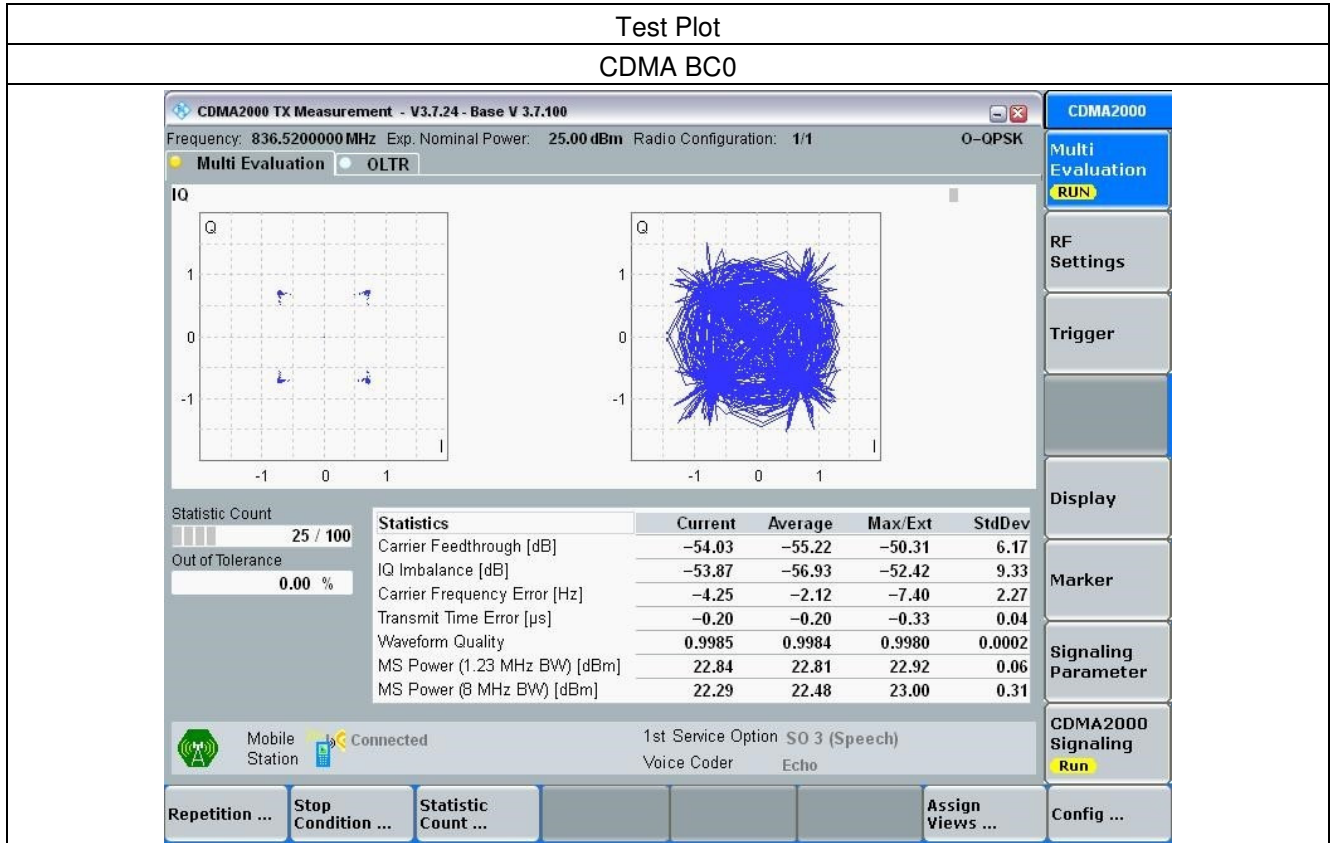 Test Plot
CDMA BC0
CDMA2000 TX Measurement - V3.7.24 - Base V 3.7.100
CDMA2000
Frequency: 836.5200000 MHz Exp. Nominal Power: 25.00 dBm Radio Configuration: 1/1 O-QPSK
Multi Evaluation OLTR
Multi
Evaluation
RUN
IQ
Q
1
0
-1
I
-1 0 1
Q
1
0
-1
I
-1 0 1
RF
Settings
Trigger
Display
Marker
Signaling
Parameter
CDMA2000
Signaling
Run
Statistic Count
25 / 100
Out of Tolerance
0.00 %
Statistics Current Average Max/Ext StdDev
Carrier Feedthrough [dB] -54.03 -55.22 -50.31 6.17
IQ Imbalance [dB] -53.87 -56.93 -52.42 9.33
Carrier Frequency Error [Hz] -4.25 -2.12 -7.40 2.27
Transmit Time Error [µs] -0.20 -0.20 -0.33 0.04
Waveform Quality 0.9985 0.9984 0.9980 0.0002
MS Power (1.23 MHz BW) [dBm] 22.84 22.81 22.92 0.06
MS Power (8 MHz BW) [dBm] 22.29 22.48 23.00 0.31
Mobile
Station
Connected
1st Service Option SO 3 (Speech)
Voice Coder Echo
Repetition ...
Stop
Condition ...
Statistic
Count ...
Assign
Views ...
Config ...